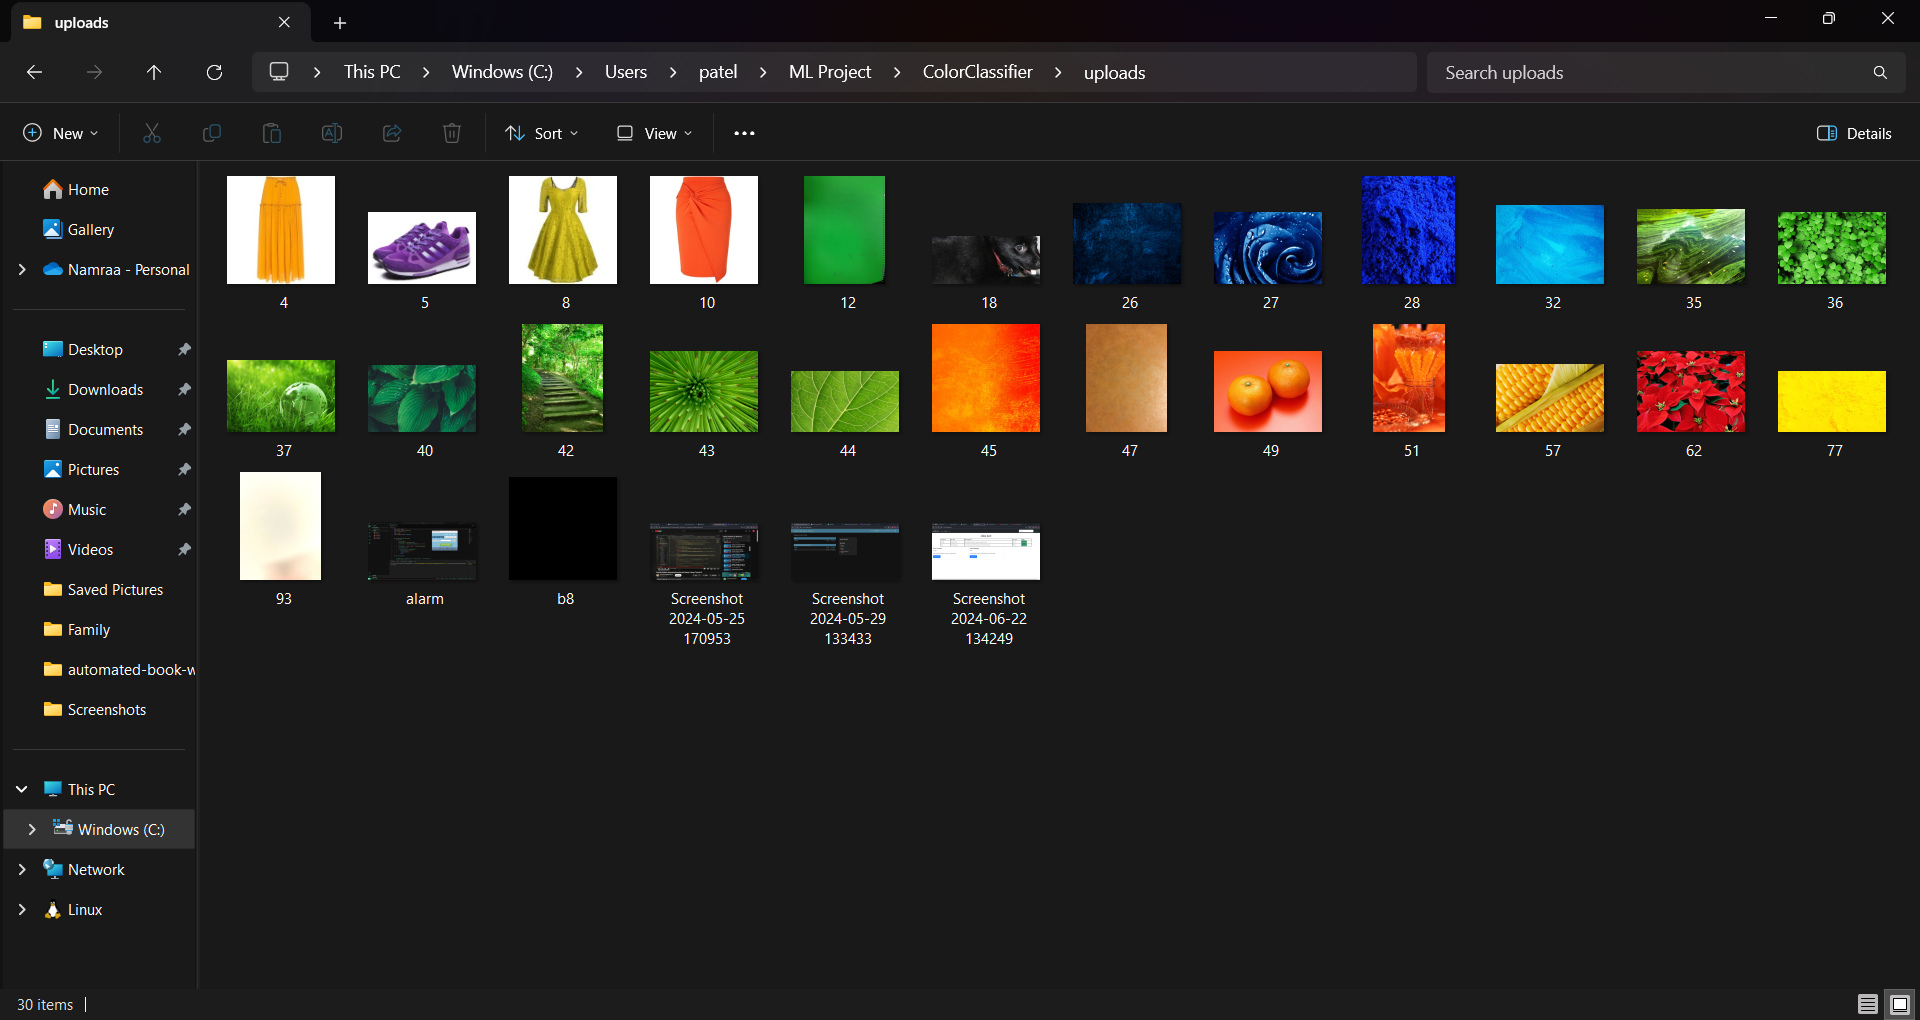 uploads
This PC
Windows (C:)
Users
patel
ML Project
ColorClassifier
uploads
Search uploads
New
Sort
View
Details
Home
Gallery
Namraa - Personal
Desktop
Downloads
Documents
Pictures
Music
Videos
Saved Pictures
Family
automated-book-w
Screenshots
This PC
Windows (C:)
Network
Linux
4
5
8
10
12
18
26
27
28
32
35
36
37
40
42
43
44
45
47
49
51
57
62
77
93
alarm
b8
Screenshot
2024-05-25
170953
Screenshot
2024-05-29
133433
Screenshot
2024-06-22
134249
30 items